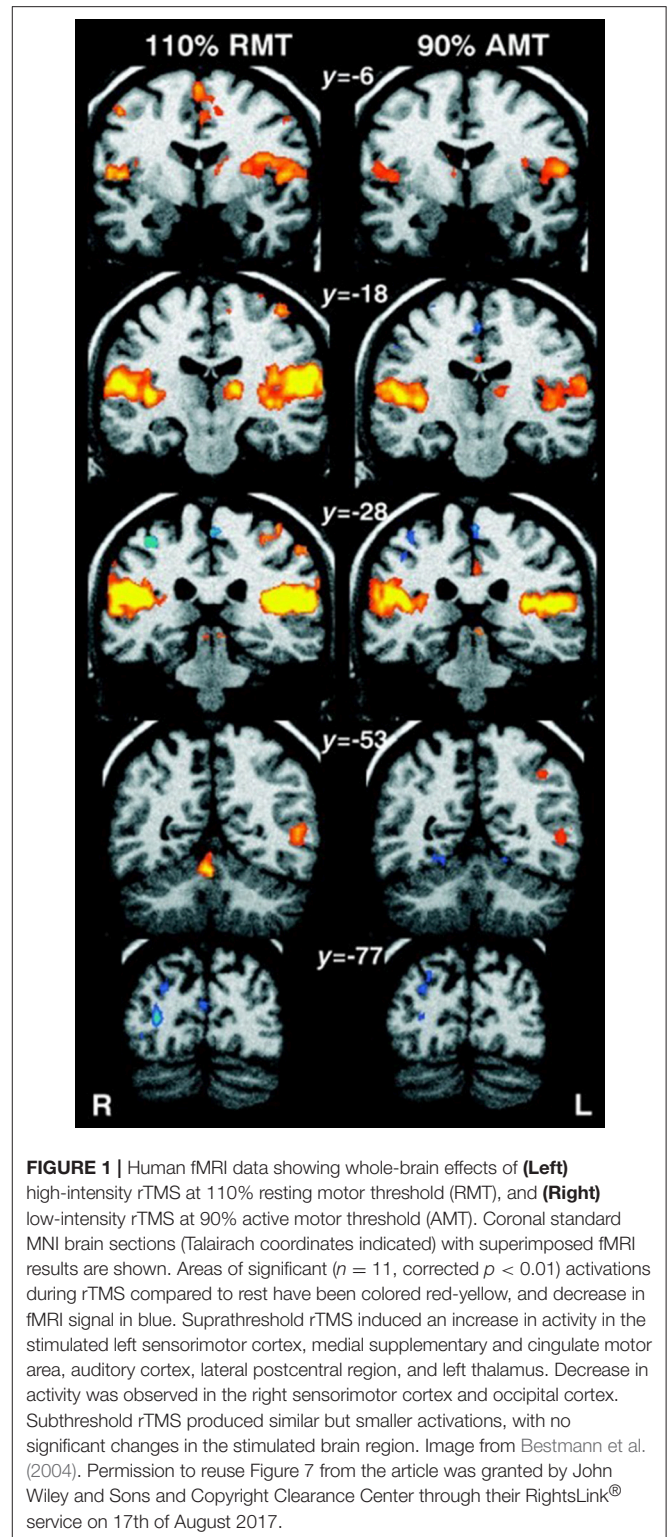 110% RMT 90% AMT
y=-6
y=-18
y=-28
y=-53
y=-77
R L
FIGURE 1 | Human fMRI data showing whole-brain effects of (Left)
high-intensity rTMS at 110% resting motor threshold (RMT), and (Right)
low-intensity rTMS at 90% active motor threshold (AMT). Coronal standard
MNI brain sections (Talairach coordinates indicated) with superimposed fMRI
results are shown. Areas of significant (n = 11, corrected p < 0.01) activations
during rTMS compared to rest have been colored red-yellow, and decrease in
fMRI signal in blue. Suprathreshold rTMS induced an increase in activity in the
stimulated left sensorimotor cortex, medial supplementary and cingulate motor
area, auditory cortex, lateral postcentral region, and left thalamus. Decrease in
activity was observed in the right sensorimotor cortex and occipital cortex.
Subthreshold rTMS produced similar but smaller activations, with no
significant changes in the stimulated brain region. Image from Bestmann et al.
(2004). Permission to reuse Figure 7 from the article was granted by John
Wiley and Sons and Copyright Clearance Center through their RightsLink®
service on 17th of August 2017.